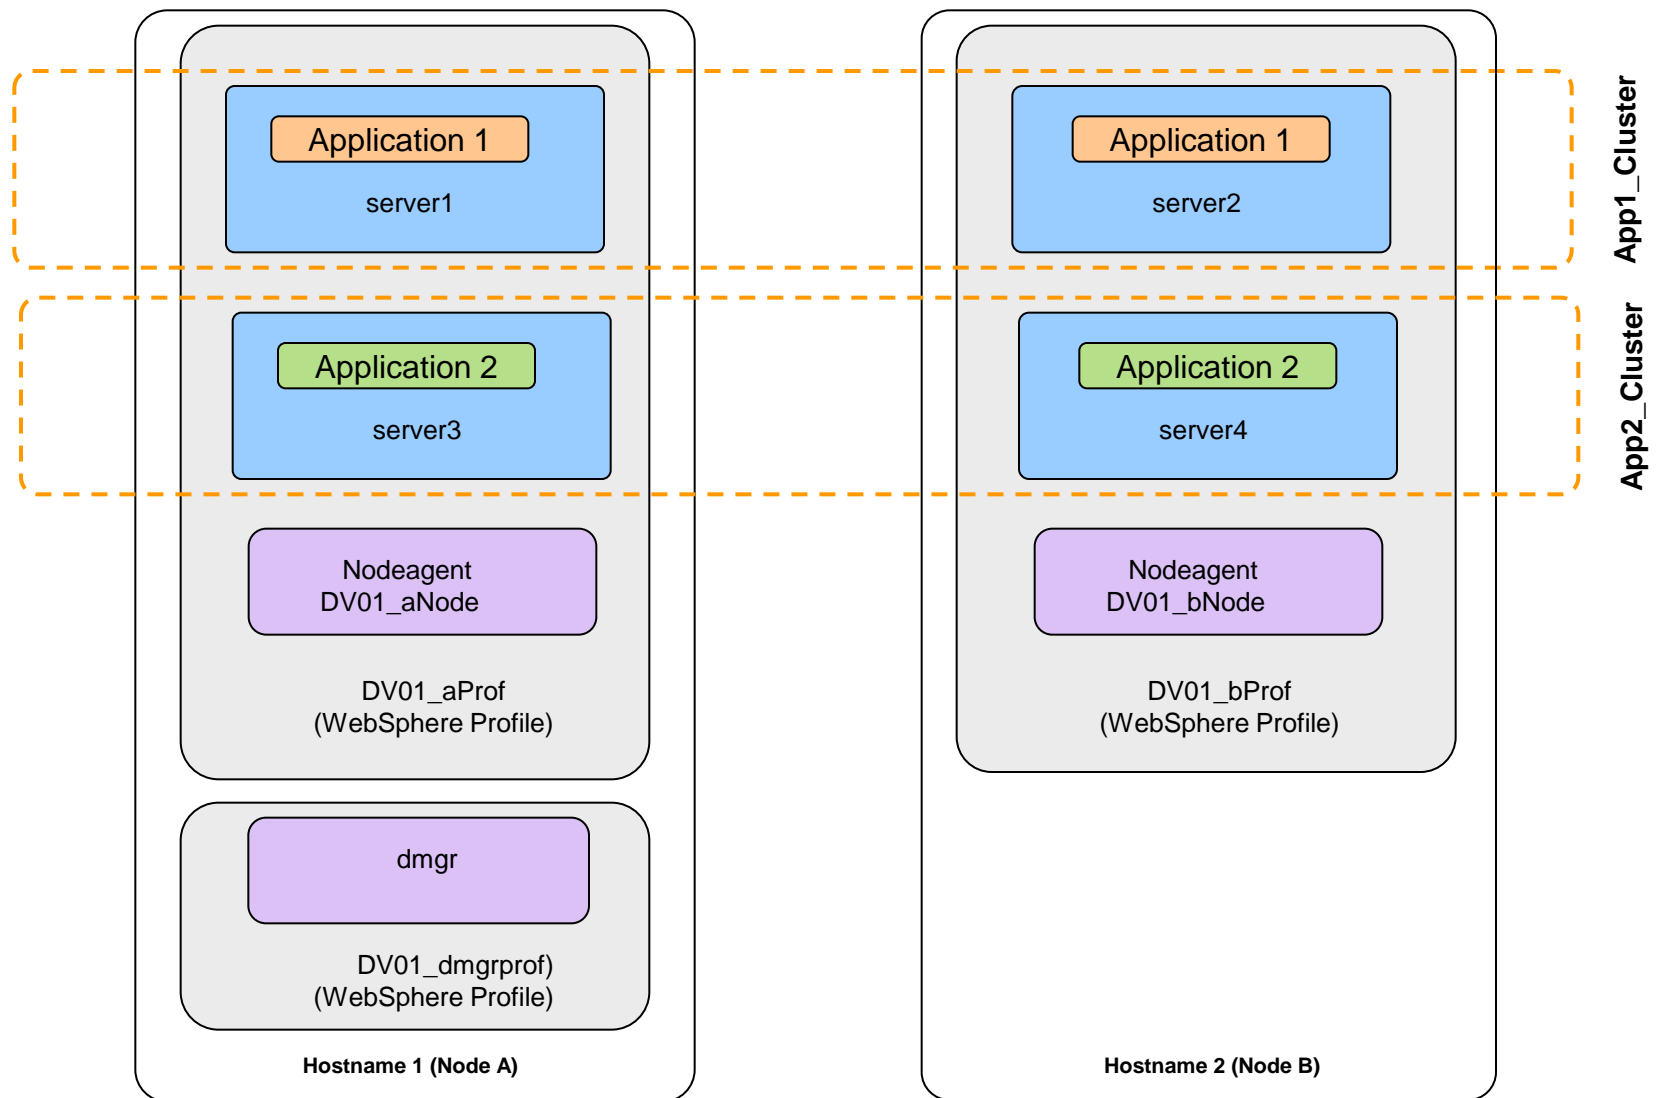 Application 1
server1
Application 1
server2
App1_Cluster
Application 2
server3
Application 2
server4
App2_Cluster
Nodeagent
DV01_aNode
Nodeagent
DV01_bNode
DV01_aProf
(WebSphere Profile)
DV01_bProf
(WebSphere Profile)
dmgr
DV01_dmgrprof)
(WebSphere Profile)
Hostname 1 (Node A)
Hostname 2 (Node B)